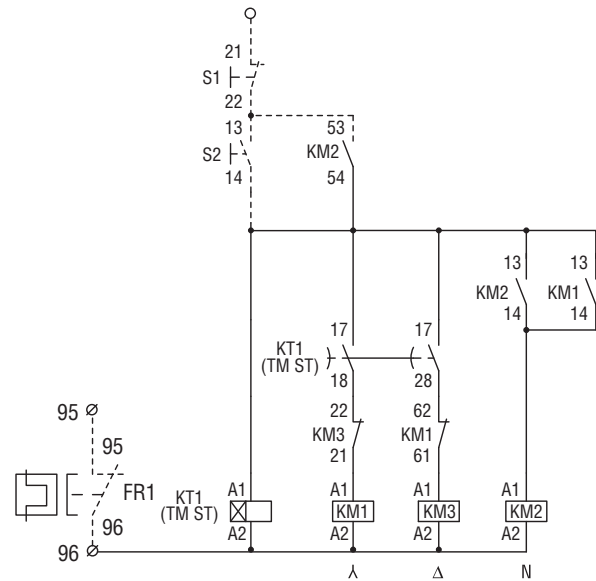 21
S1
22
13
53
S2
KM2
14
54
13
13
KM2
KM1
14
14
17
17
KT1
(TM ST)
18
28
22
62
KM3
KM1
21
61
95
95
FR1
96
96
KT1
(TM ST)
A1
A2
A1
KM1
A2
A1
KM3
A2
A1
KM2
A2
Δ
N